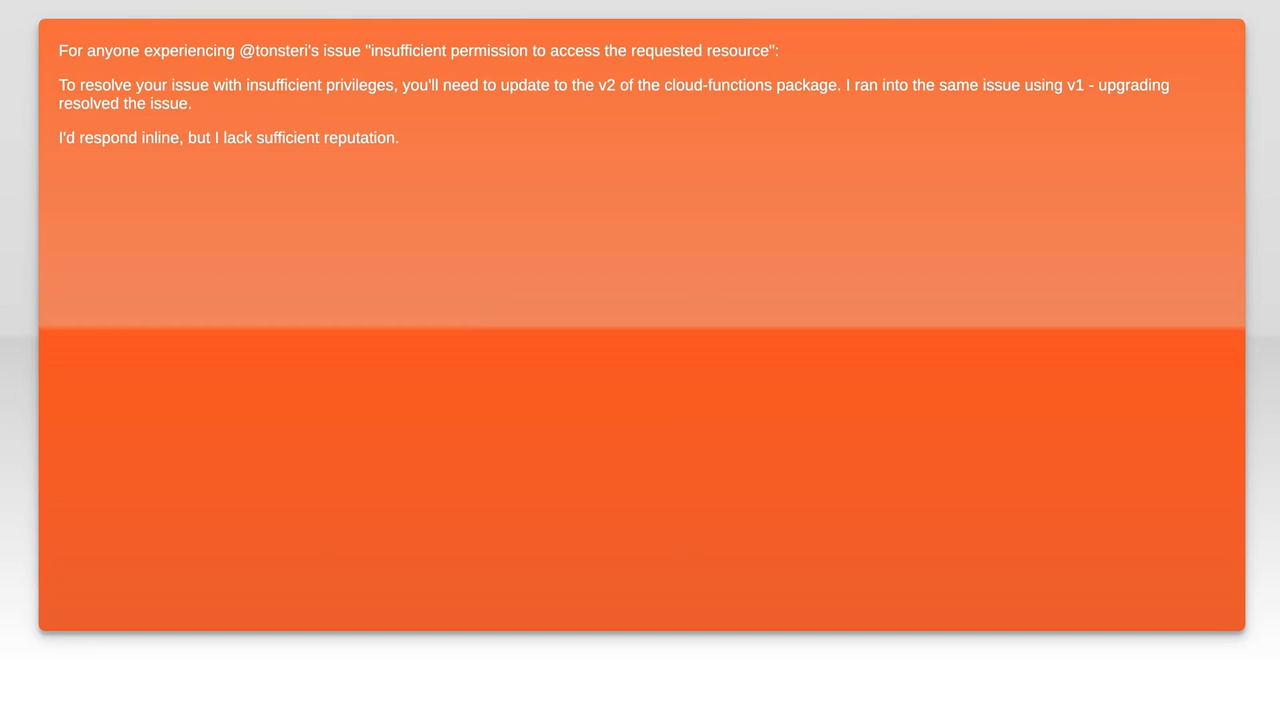 For anyone experiencing @tonsteri's issue "insufficient permission to access the requested resource":
To resolve your issue with insufficient privileges, you'll need to update to the v2 of the cloud-functions package. I ran into the same issue using v1 - upgrading
resolved the issue.
I'd respond inline, but I lack sufficient reputation.